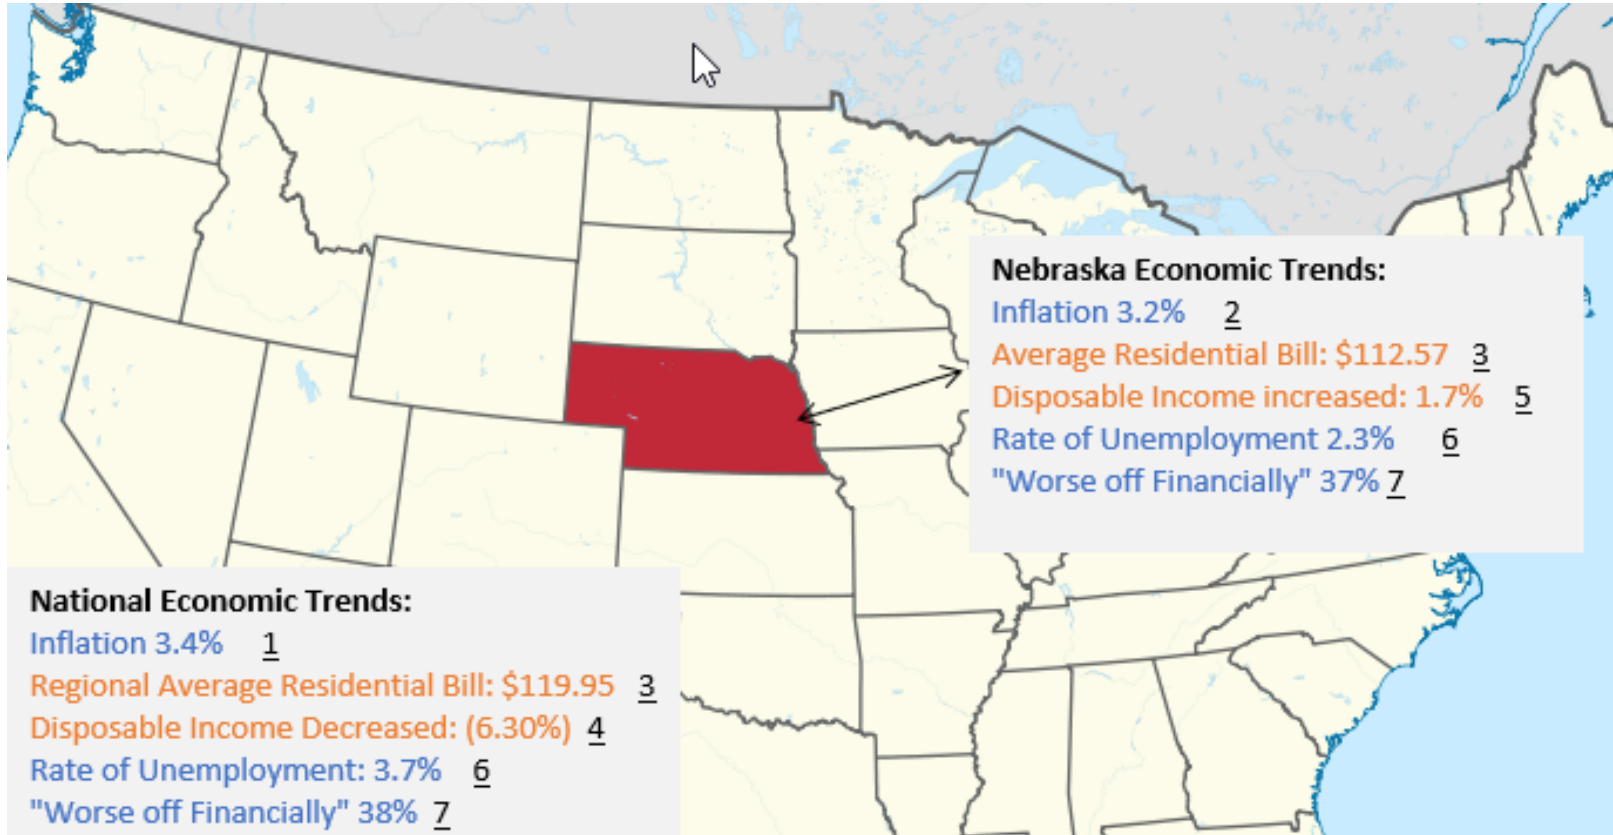 Nebraska Economic Trends:
Inflation 3.2% 2
Average Residential Bill: $112.57 3
Disposable Income increased: 1.7% 5
Rate of Unemployment 2.3% 6
"Worse off Financially" 37% 7
National Economic Trends:
Inflation 3.4% 1
Regional Average Residential Bill: $119.95 3
Disposable Income Decreased: (6.30%) 4
Rate of Unemployment: 3.7% 6
"Worse off Financially" 38% 7